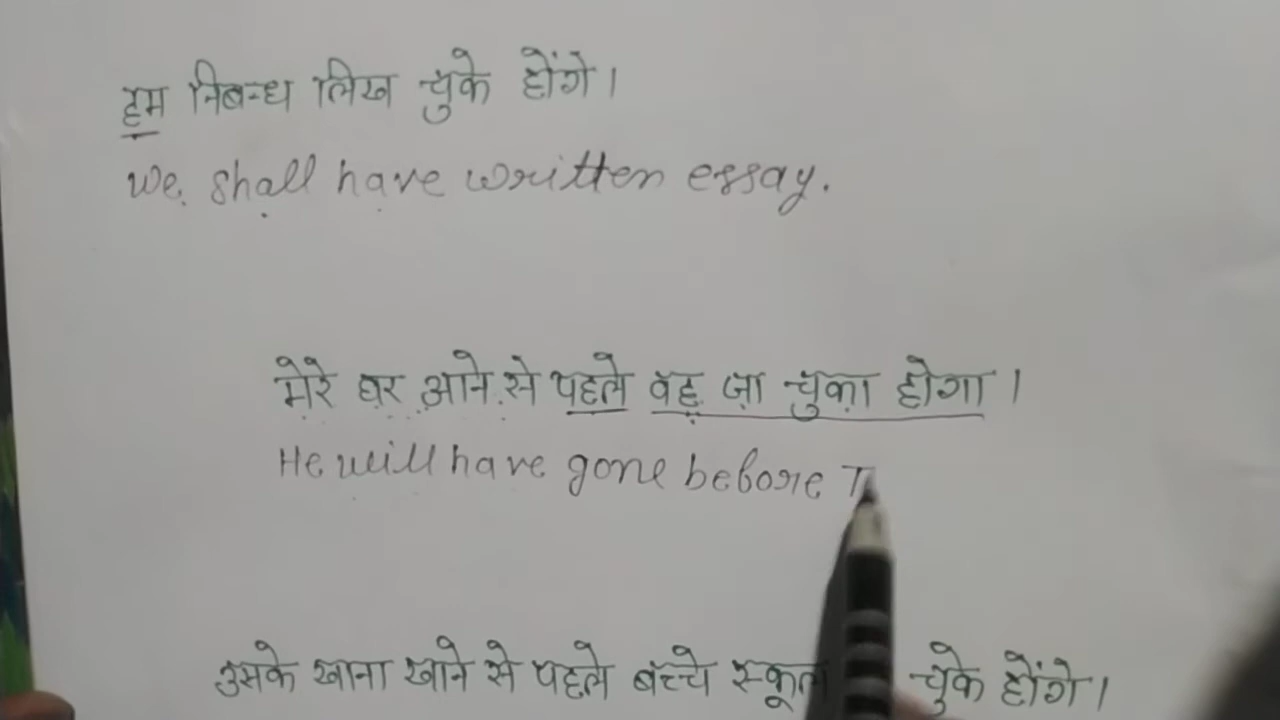 हम निबन्ध लिख चुके होंगे।
We shall have written essay.
मेरे घर आने से पहले वह जा चुका होगा।
He will have gone before
उसके खाना खाने से पहले बच्चे स्कूल चुके होंगे।